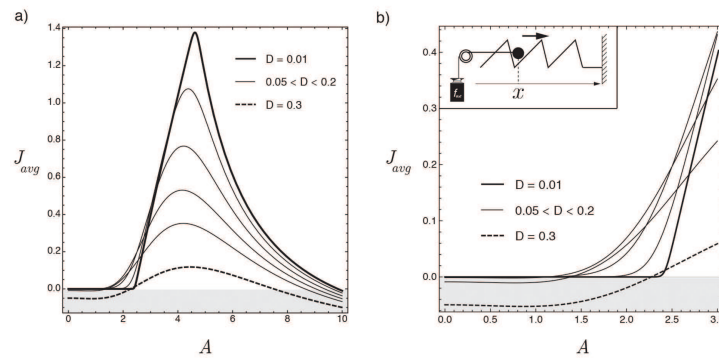 a)
1.4
1.2
1.0
0.8
0.6
0.4
0.2
0.0
J avg
D = 0.01
0.05 < D < 0.2
D = 0.3
0 2 4 6 8 10
A
b)
0.4
0.3
0.2
0.1
0.0
J avg
x
D = 0.01
0.05 < D < 0.2
D = 0.3
0.0 0.5 1.0 1.5 2.0 2.5 3.0
A